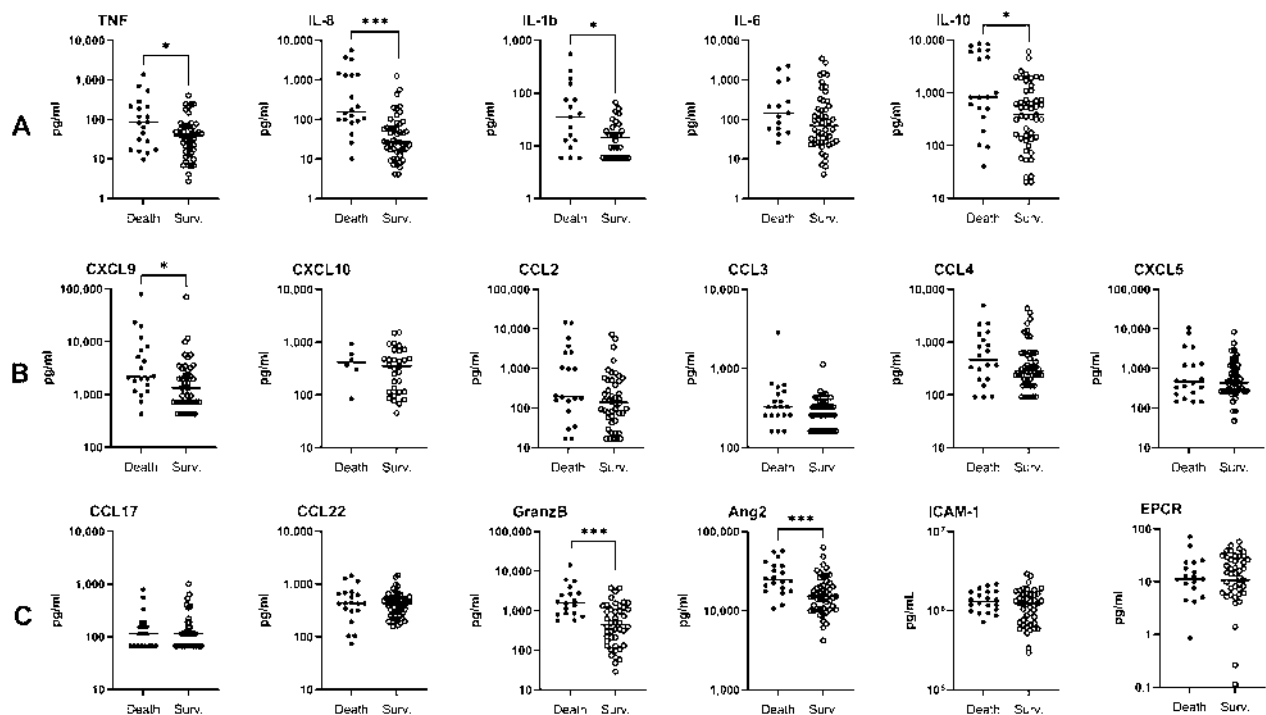 TNF IL-8 IL-1b IL-6 IL-10
* *** * *
10,000 10,000 1,000 10,000 10,000
1,000 1,000 1,000
A pg/ml 100 pg/ml 100 pg/ml 100 pg/ml 100 pg/ml 1,000
10 10 10 10 100
1 1 1 1 10
Death Surv. Death Surv. Death Surv. Death Surv. Death Surv.
CXCL9 CXCL10 CCL2 CCL3 CCL4 CXCL5
*
100,000 10,000 100,000 10,000 100,000 100,000
10,000 1,000 10,000 1,000 10,000 10,000
B pg/ml 1,000 pg/ml 100 pg/ml 1,000 pg/ml 100 pg/ml 1,000 pg/ml 1,000
100 10 100 100 100
10 10 10
Death Surv. Death Surv. Death Surv. Death Surv. Death Surv. Death Surv.
CCL17 CCL22 GranzB Ang2 ICAM-1 EPCR
*** ***
10,000 10,000 100,000 100,000 10⁷ 100
1,000 1,000 10,000 10,000 10⁶ 10
C pg/ml 100 pg/ml 100 pg/ml 1,000 pg/ml 1,000 pg/mL 10⁵ pg/ml 1
10 10 100 0.1
10
Death Surv. Death Surv. Death Surv. Death Surv. Death Surv. Death Surv.